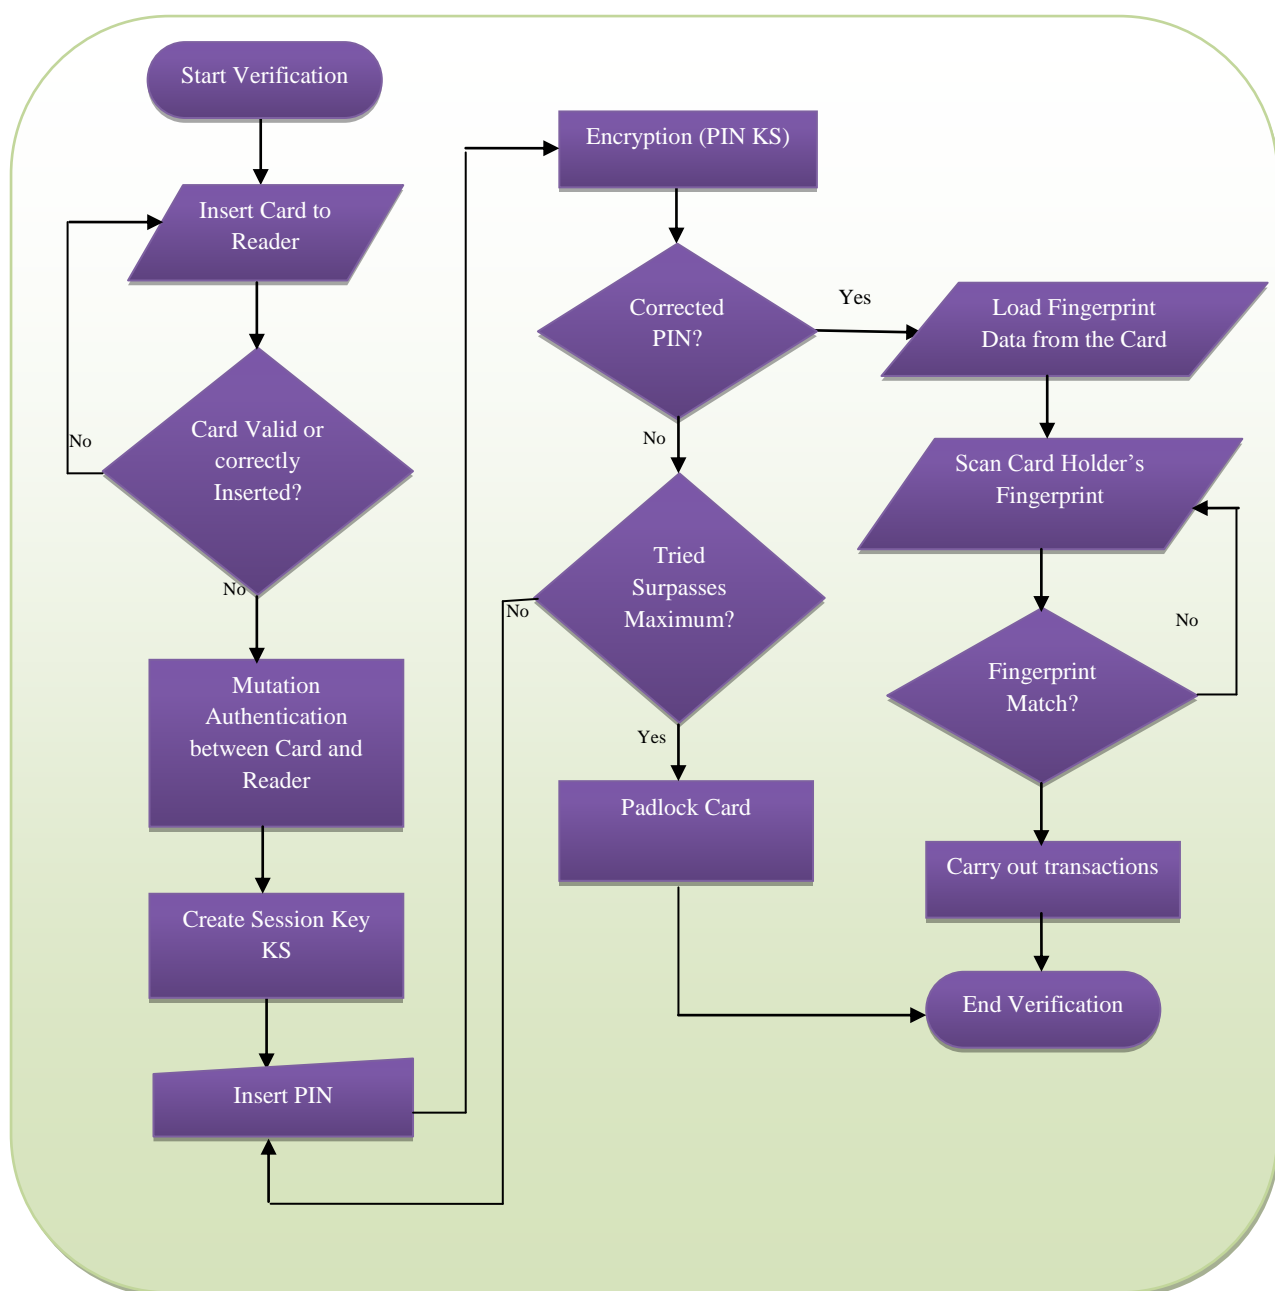 Start Verification
Insert Card to
Reader
No
Card Valid or
correctly
Inserted?
No
Mutation
Authentication
between Card and
Reader
Create Session Key
KS
Insert PIN
Encryption (PIN KS)
Corrected
PIN?
Yes
No
Tried
Surpasses
Maximum?
No
Yes
Padlock Card
Load Fingerprint
Data from the Card
Scan Card Holder’s
Fingerprint
No
Fingerprint
Match?
Carry out transactions
End Verification